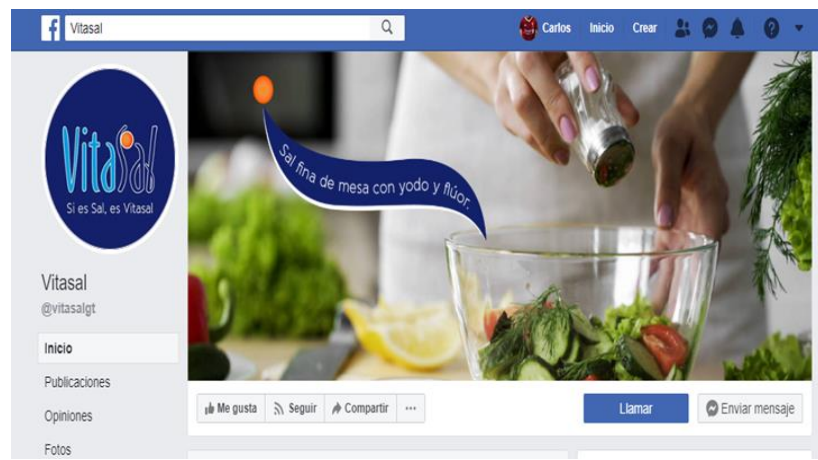 Vitasal
Carlos Inicio Crear
VitaSal
Si es Sal, es Vitasal
Sal fina de mesa con yodo y flúor.
Vitasal
@vitasalgt
Inicio
Publicaciones
Opiniones
Fotos
Me gusta Seguir Compartir ...
Llamar
Enviar mensaje